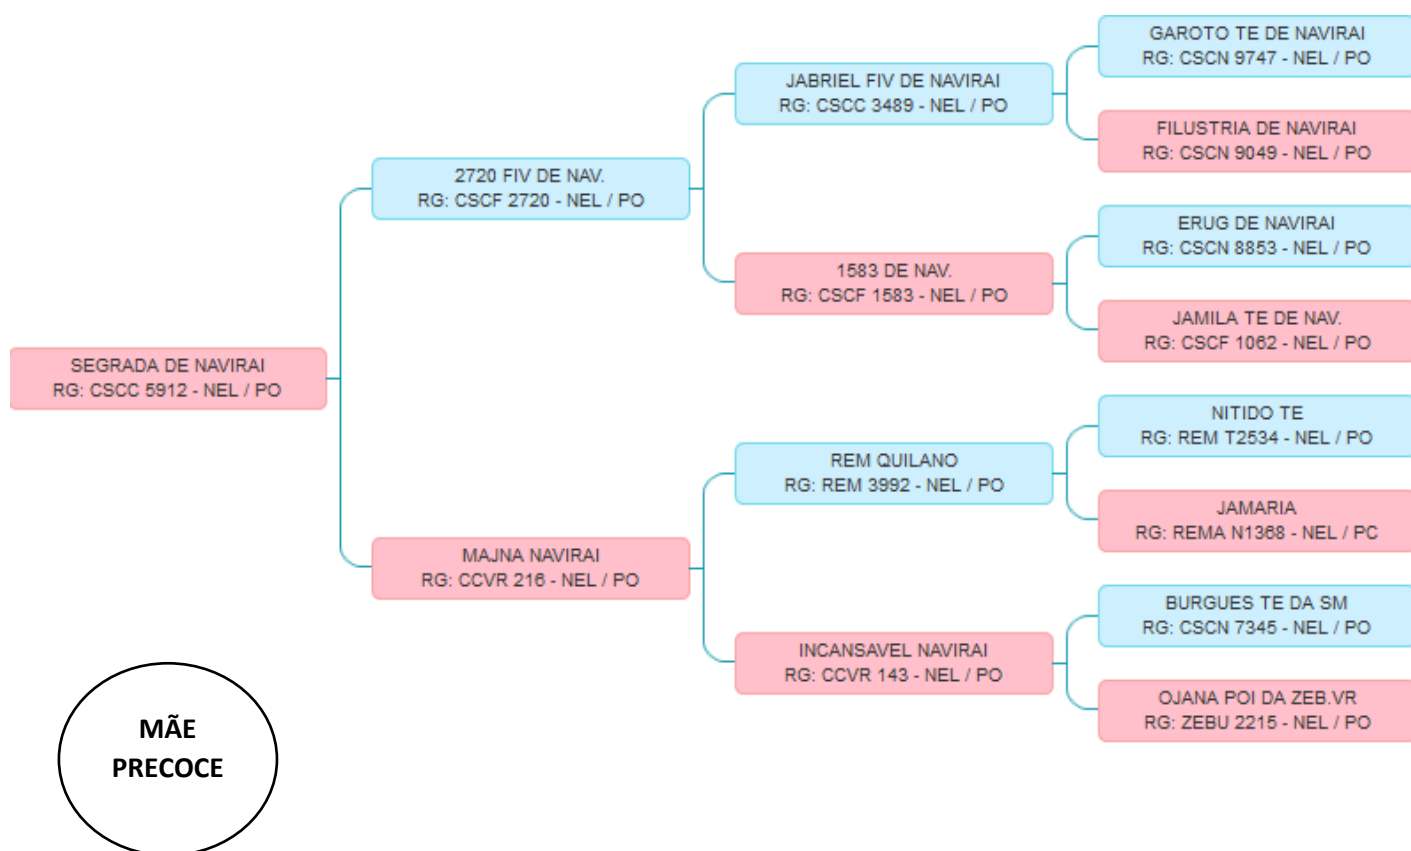 GAROTO TE DE NAVIRAI
RG: CSCN 9747 - NEL / PO
JABRIEL FIV DE NAVIRAI
RG: CSCC 3489 - NEL / PO
FILUSTRIA DE NAVIRAI
RG: CSCN 9049 - NEL / PO
2720 FIV DE NAV.
RG: CSCF 2720 - NEL / PO
ERUG DE NAVIRAI
RG: CSCN 8853 - NEL / PO
1583 DE NAV.
RG: CSCF 1583 - NEL / PO
JAMILA TE DE NAV.
RG: CSCF 1062 - NEL / PO
SEGRADA DE NAVIRAI
RG: CSCC 5912 - NEL / PO
NITIDO TE
RG: REM T2534 - NEL / PO
REM QUILANO
RG: REM 3992 - NEL / PO
JAMARIA
RG: REMA N1368 - NEL / PC
MAJNA NAVIRAI
RG: CCVR 216 - NEL / PO
BURGUES TE DA SM
RG: CSCN 7345 - NEL / PO
INCANSAVEL NAVIRAI
RG: CCVR 143 - NEL / PO
OJANA POI DA ZEB.VR
RG: ZEBU 2215 - NEL / PO
MÃE
PRECOCE